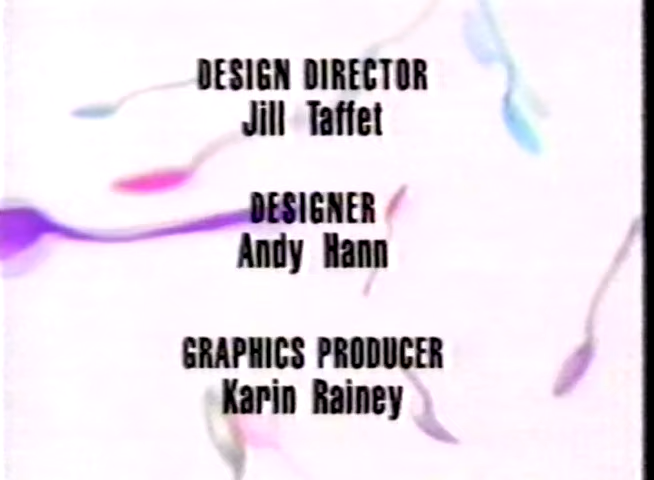 DESIGN DIRECTOR
Jill Taffet
DESIGNER
Andy Hann
GRAPHICS PRODUCER
Karin Rainey